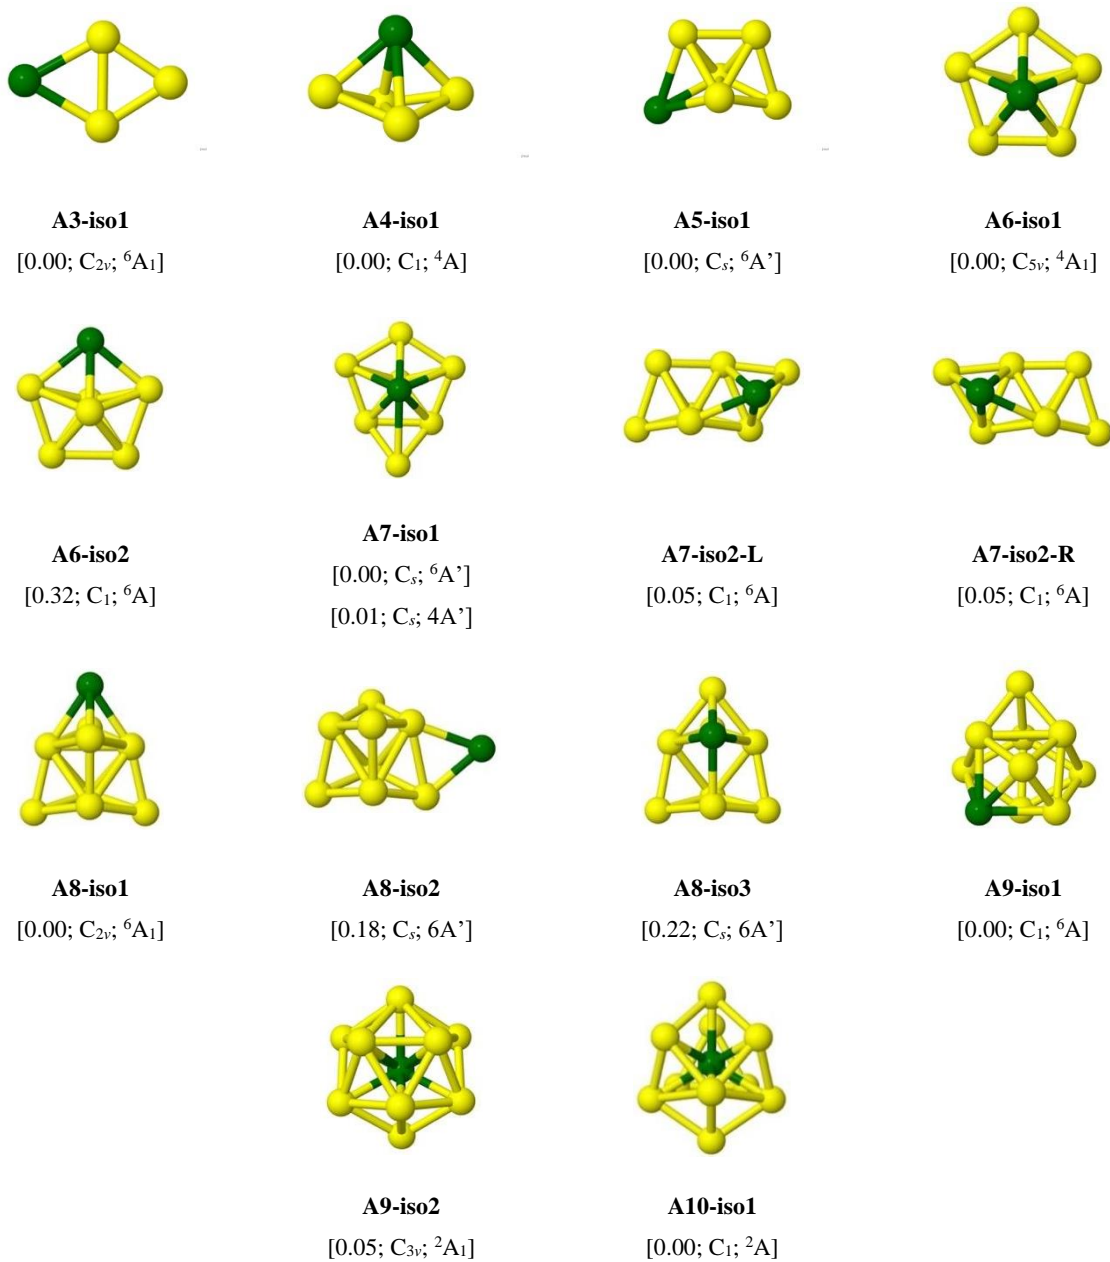 A3-iso1 A4-iso1 A5-iso1 A6-iso1
[0.00; C2v; ⁶A₁] [0.00; C₁; ⁴A] [0.00; Cs; ⁶A’] [0.00; C5v; ⁴A₁]
A6-iso2 A7-iso1 A7-iso2-L A7-iso2-R
[0.32; C₁; ⁶A] [0.00; Cs; ⁶A’] [0.05; C₁; ⁶A] [0.05; C₁; ⁶A]
[0.01; Cs; 4A’]
A8-iso1 A8-iso2 A8-iso3 A9-iso1
[0.00; C2v; ⁶A₁] [0.18; Cs; 6A’] [0.22; Cs; 6A’] [0.00; C₁; ⁶A]
A9-iso2 A10-iso1
[0.05; C3v; ²A₁] [0.00; C₁; ²A]